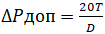 ΔPдоп = 20T/D